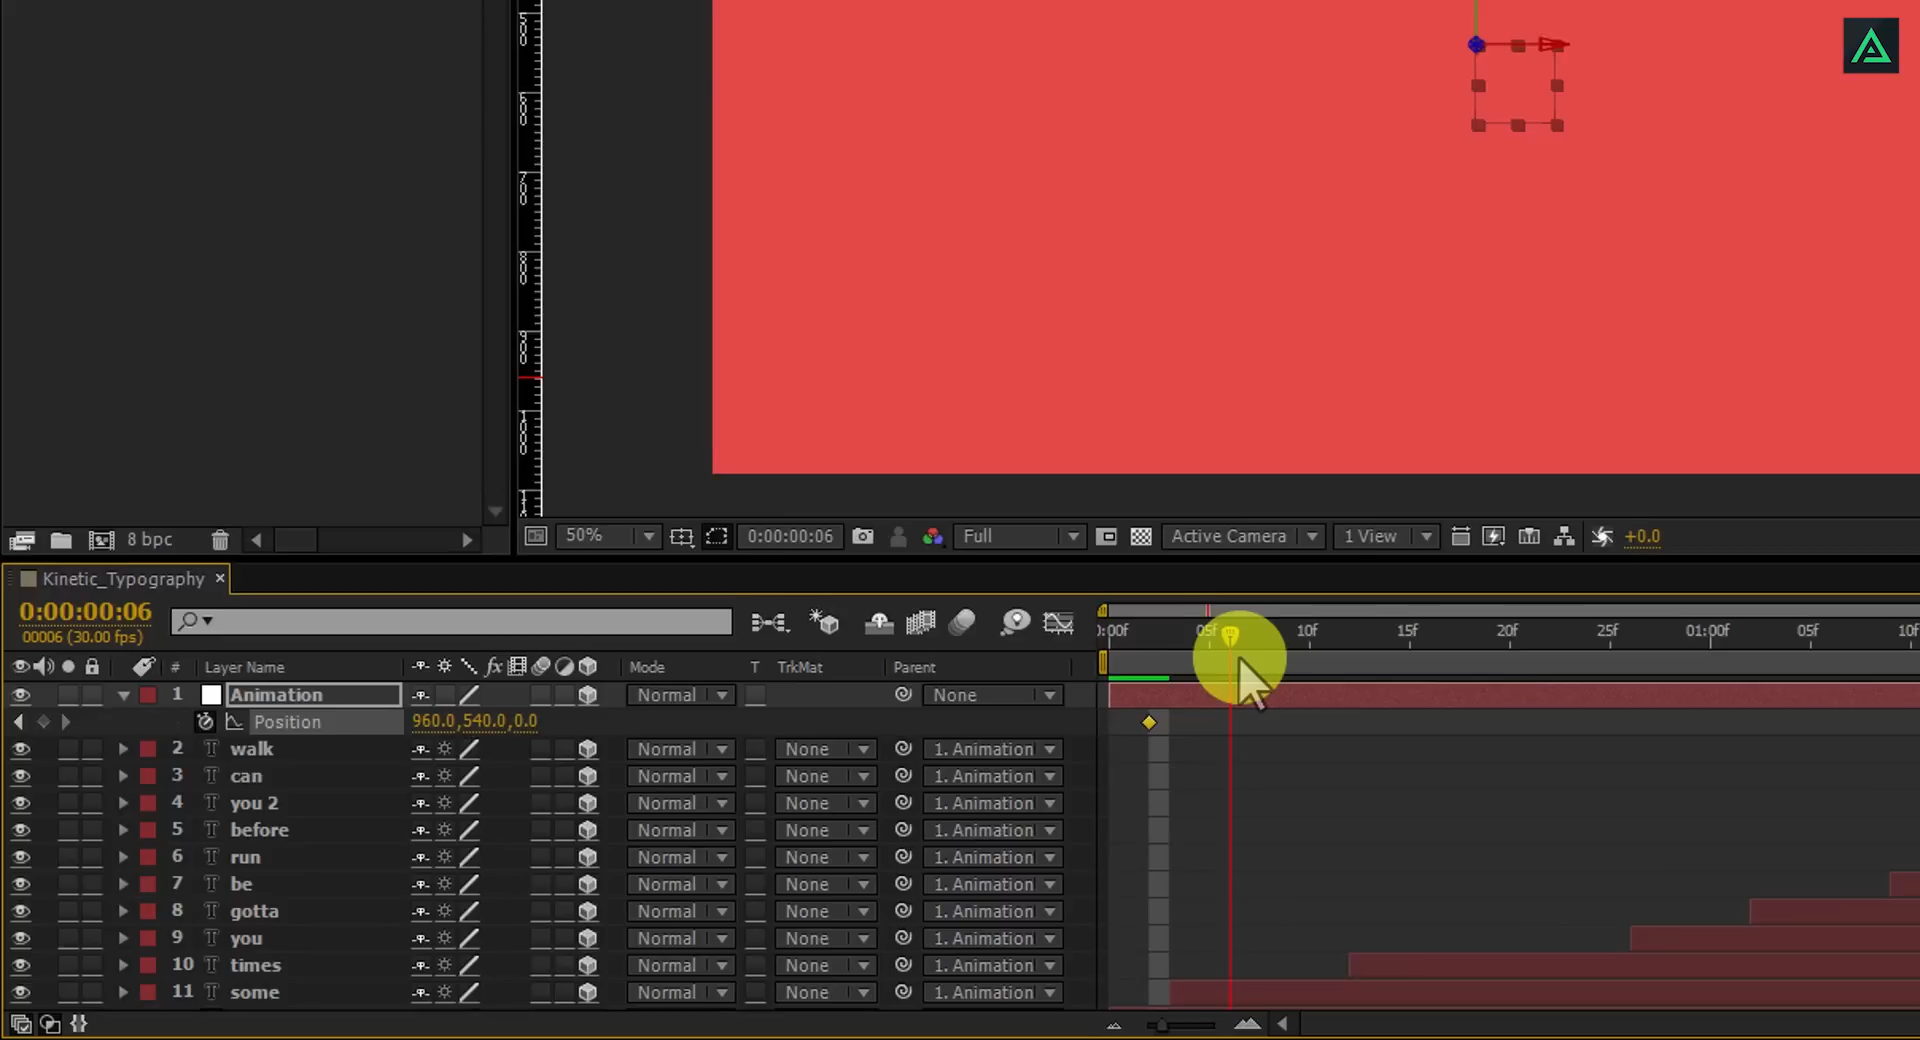 8 bpc
50%
0:00:00:06
Full
Active Camera
1 View
+0.0
Kinetic_Typography
0:00:00:06
00006 (30.00 fps)
0:00f 05f 10f 15f 20f 25f 01:00f 05f 10f
# Layer Name fx Mode T TrkMat Parent
1 Animation Normal None
Position 960.0,540.0,0.0
2 T walk Normal None 1. Animation
3 T can Normal None 1. Animation
4 T you 2 Normal None 1. Animation
5 T before Normal None 1. Animation
6 T run Normal None 1. Animation
7 T be Normal None 1. Animation
8 T gotta Normal None 1. Animation
9 T you Normal None 1. Animation
10 T times Normal None 1. Animation
11 T some Normal None 1. Animation